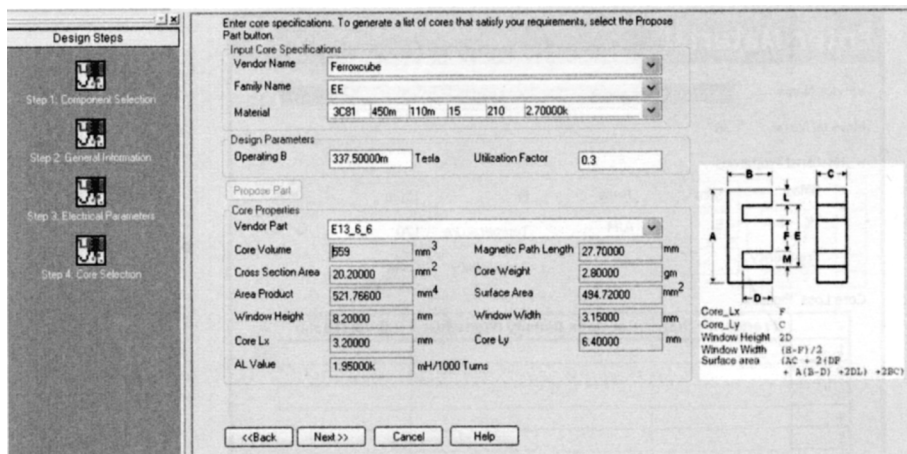 Design Steps
Step 1. Component Selection
Step 2. General Information
Step 3. Electrical Parameters
Step 4. Core Selection
Enter core specifications. To generate a list of cores that satisfy your requirements, select the Propose
Part button.
Input Core Specifications
Vendor Name Ferroxcube
Family Name EE
Material 3C81 450m 110m 15 210 2.70000k
Design Parameters
Operating B 337.50000m Tesla Utilization Factor 0.3
Propose Part
Core Properties
Vendor Part E13_6_6
Core Volume 559 mm3 Magnetic Path Length 27.70000 mm
Cross Section Area 20.20000 mm2 Core Weight 2.80000 gm
Area Product 521.76600 mm4 Surface Area 494.72000 mm2
Window Height 8.20000 mm Window Width 3.15000 mm
Core Lx 3.20000 mm Core Ly 6.40000 mm
AL Value 1.95000k mH/1000 Turns
<<Back Next >> Cancel Help
B C
L
A F E
M
D
Core_Lx F
Core_Ly C
Window Height 2D
Window Width (E-F)/2
Surface area (AC + 2(DF
+ A(B-D) +2DL) +2BC)